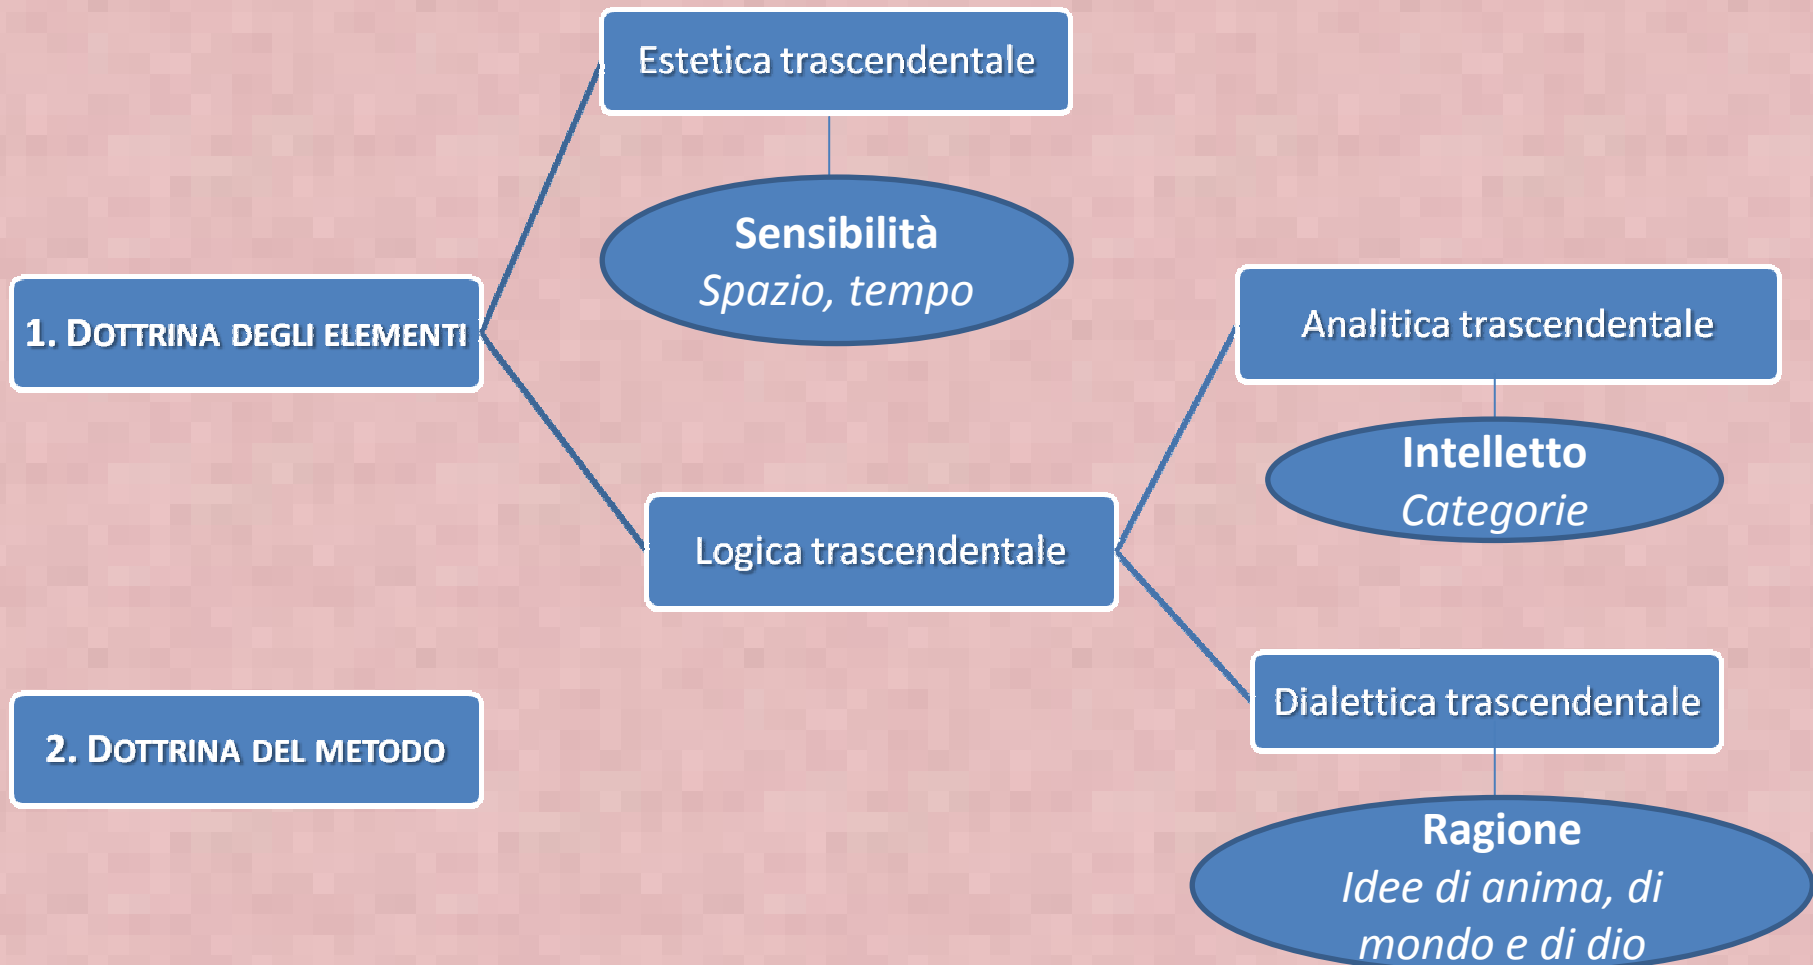 Estetica trascendentale
Sensibilità
Spazio, tempo
1. DOTTRINA DEGLI ELEMENTI
Analitica trascendentale
Intelletto
Categorie
Logica trascendentale
Dialettica trascendentale
2. DOTTRINA DEL METODO
Ragione
Idee di anima, di
mondo e di dio